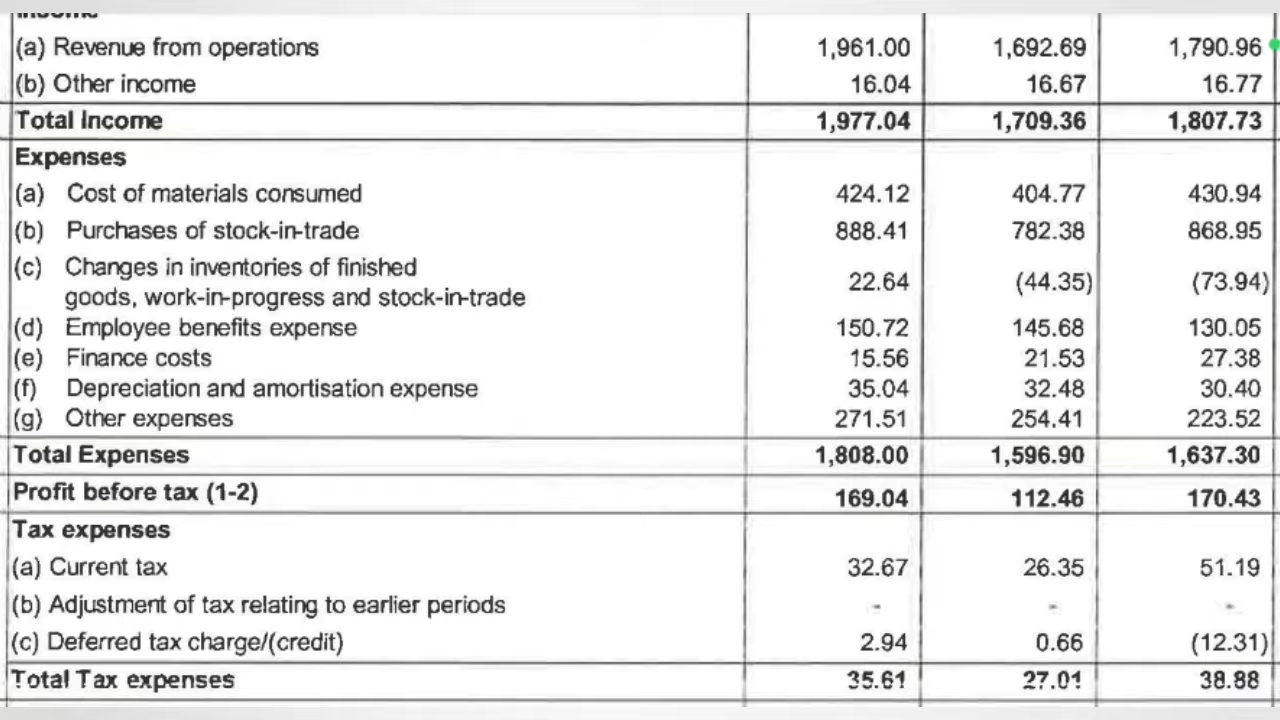 Income
(a) Revenue from operations 1,961.00 1,692.69 1,790.96
(b) Other income 16.04 16.67 16.77
Total Income 1,977.04 1,709.36 1,807.73
Expenses
(a) Cost of materials consumed 424.12 404.77 430.94
(b) Purchases of stock-in-trade 888.41 782.38 868.95
(c) Changes in inventories of finished
goods, work-in-progress and stock-in-trade 22.64 (44.35) (73.94)
(d) Employee benefits expense 150.72 145.68 130.05
(e) Finance costs 15.56 21.53 27.38
(f) Depreciation and amortisation expense 35.04 32.48 30.40
(g) Other expenses 271.51 254.41 223.52
Total Expenses 1,808.00 1,596.90 1,637.30
Profit before tax (1-2) 169.04 112.46 170.43
Tax expenses
(a) Current tax 32.67 26.35 51.19
(b) Adjustment of tax relating to earlier periods - - -
(c) Deferred tax charge/(credit) 2.94 0.66 (12.31)
Total Tax expenses 35.61 27.01 38.88